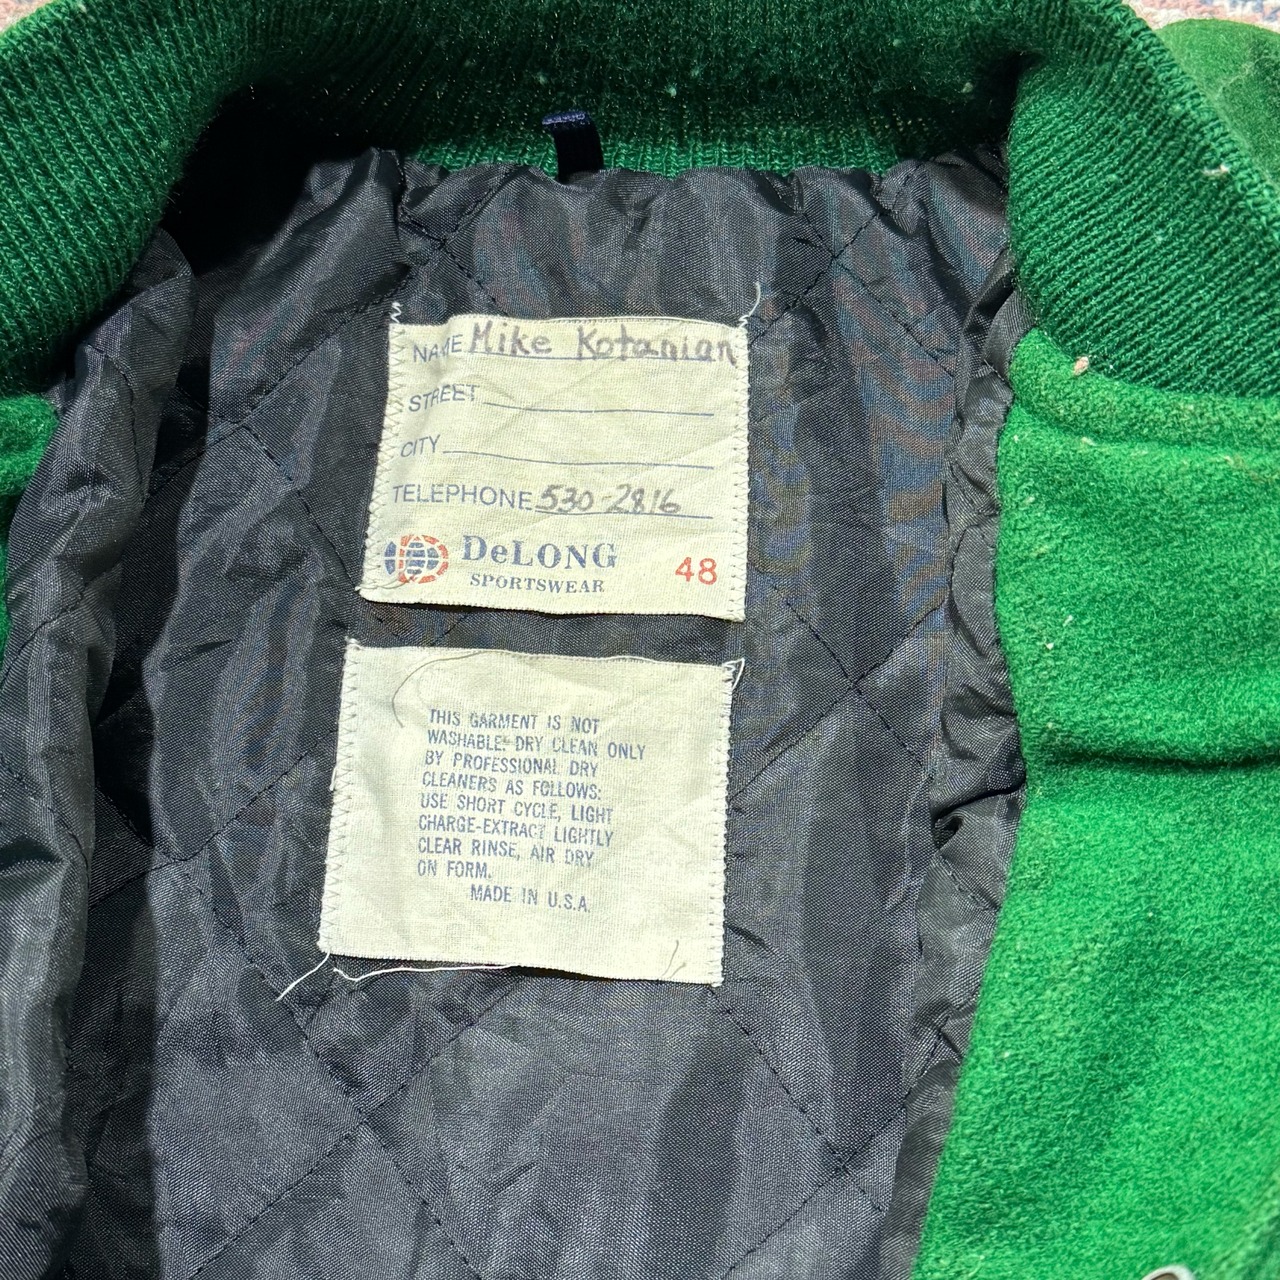 NAME Mike Kotanian
STREET
CITY
TELEPHONE 530-2816
DeLONG
SPORTSWEAR
48
THIS GARMENT IS NOT
WASHABLE. DRY CLEAN ONLY
BY PROFESSIONAL DRY
CLEANERS AS FOLLOWS:
USE SHORT CYCLE, LIGHT
CHARGE-EXTRACT LIGHTLY
CLEAR RINSE, AIR DRY
ON FORM.
MADE IN U.S.A.